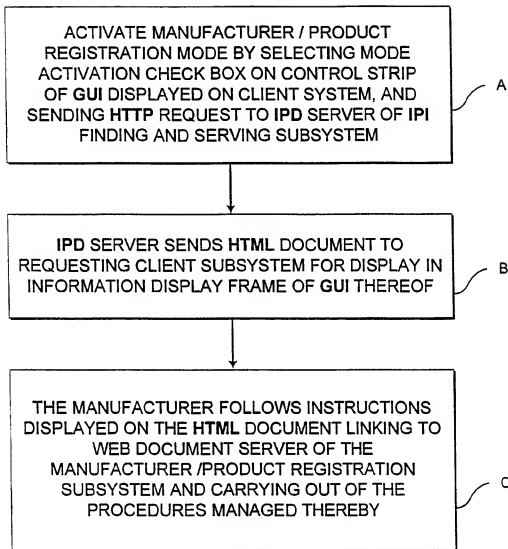 ACTIVATE MANUFACTURER / PRODUCT
REGISTRATION MODE BY SELECTING MODE
ACTIVATION CHECK BOX ON CONTROL STRIP
OF GUI DISPLAYED ON CLIENT SYSTEM, AND
SENDING HTTP REQUEST TO IPD SERVER OF IPI
FINDING AND SERVING SUBSYSTEM
A
IPD SERVER SENDS HTML DOCUMENT TO
REQUESTING CLIENT SUBSYSTEM FOR DISPLAY IN
INFORMATION DISPLAY FRAME OF GUI THEREOF
B
THE MANUFACTURER FOLLOWS INSTRUCTIONS
DISPLAYED ON THE HTML DOCUMENT LINKING TO
WEB DOCUMENT SERVER OF THE
MANUFACTURER /PRODUCT REGISTRATION
SUBSYSTEM AND CARRYING OUT OF THE
PROCEDURES MANAGED THEREBY
C